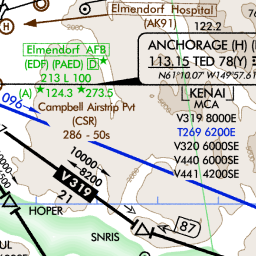 Elmendorf Hospital
(AK91)
122.2
Elmendorf AFB
(EDF) (PAED) D
213 L 100
(A) ★124.3 ★273.5
ANCHORAGE (H) (
113.15 TED 78(Y)
N61°10.07 W149°57.61
Campbell Airstrip Pvt
(CSR)
286 - 50s
KENAI
MCA
V319 8000E
T269 6200E
V320 6000SE
V440 6000SE
V441 4200SE
096
10000
8200
V319
21
HOPER
87
SNRIS
UL
00